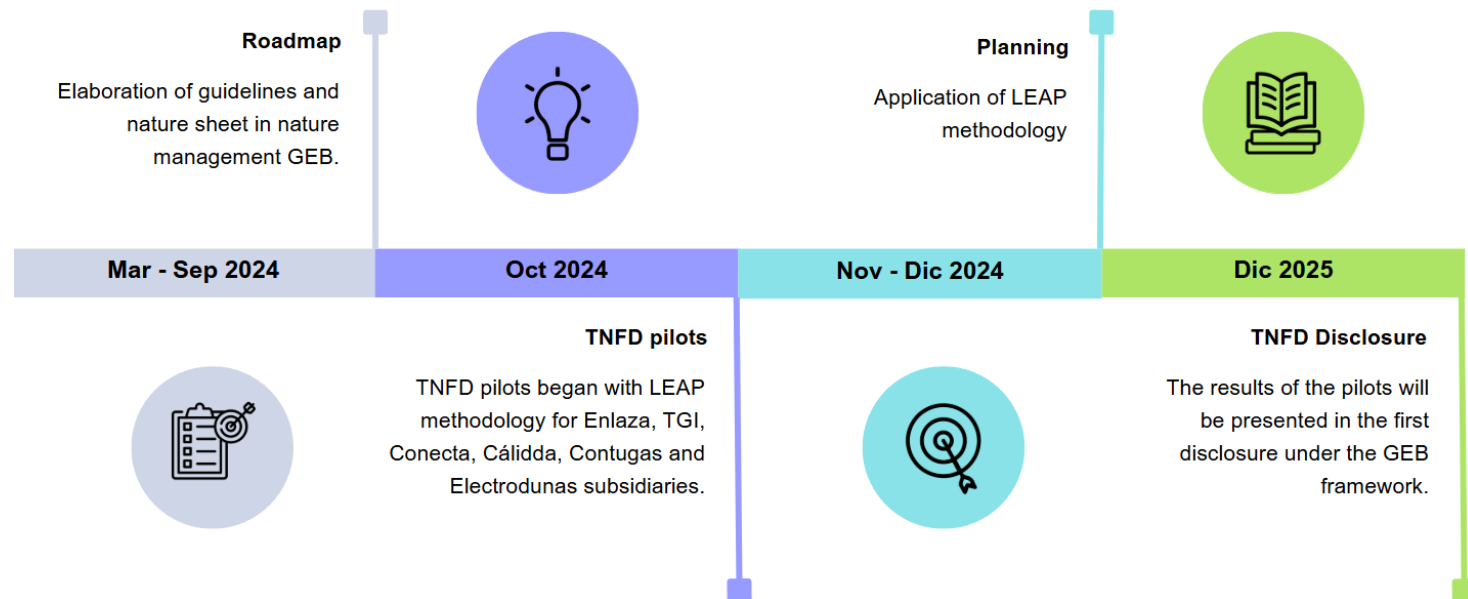 Roadmap
Elaboration of guidelines and
nature sheet in nature
management GEB.
Planning
Application of LEAP
methodology
Mar - Sep 2024
Oct 2024
Nov - Dic 2024
Dic 2025
TNFD pilots
TNFD pilots began with LEAP
methodology for Enlaza, TGI,
Conecta, Cálidda, Contugas and
Electrodunas subsidiaries.
TNFD Disclosure
The results of the pilots will
be presented in the first
disclosure under the GEB
framework.